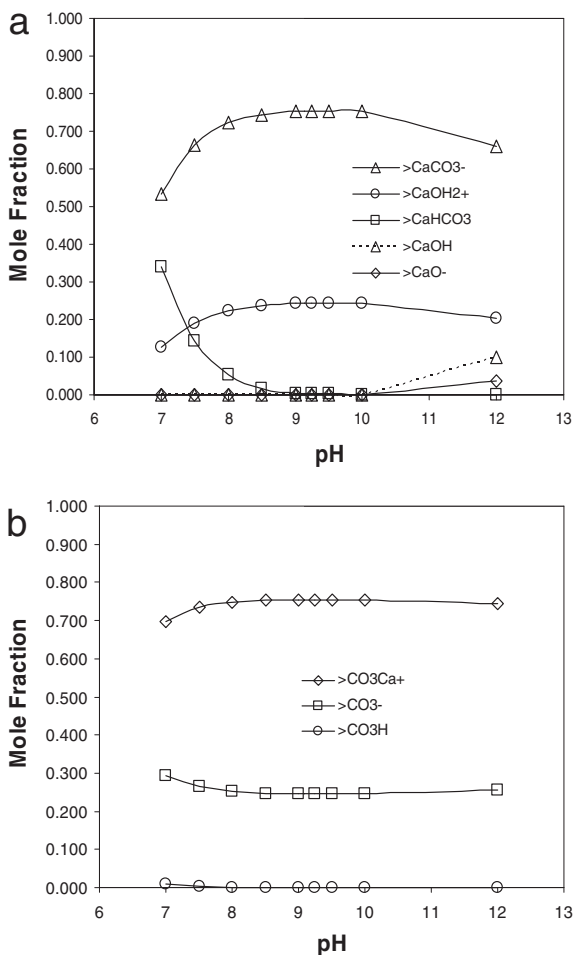 a
1.000
0.900
0.800
0.700
0.600
0.500
0.400
0.300
0.200
0.100
0.000
Mole Fraction
>CaCO3-
>CaOH2+
>CaHCO3
>CaOH
>CaO-
6 7 8 9 10 11 12 13
pH
b
1.000
0.900
0.800
0.700
0.600
0.500
0.400
0.300
0.200
0.100
0.000
Mole Fraction
>CO3Ca+
>CO3-
>CO3H
6 7 8 9 10 11 12 13
pH